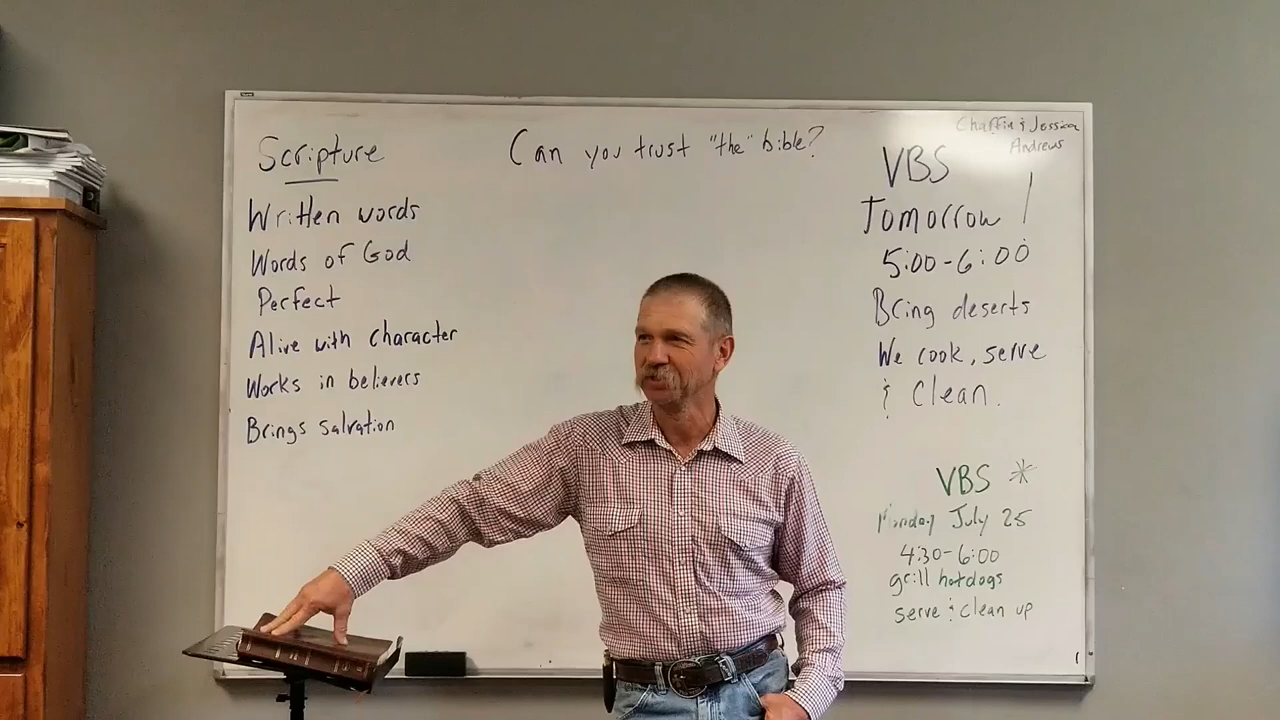 Scripture
Written words
Words of God
Perfect
Alive with character
Works in believers
Brings salvation
Can you trust "the" bible?
Chaffin & Jessica
Andrews
VBS
Tomorrow!
5:00-6:00
Bring deserts
We cook, serve
& Clean.
VBS *
Monday July 25
4:30-6:00
grill hotdogs
serve & clean up